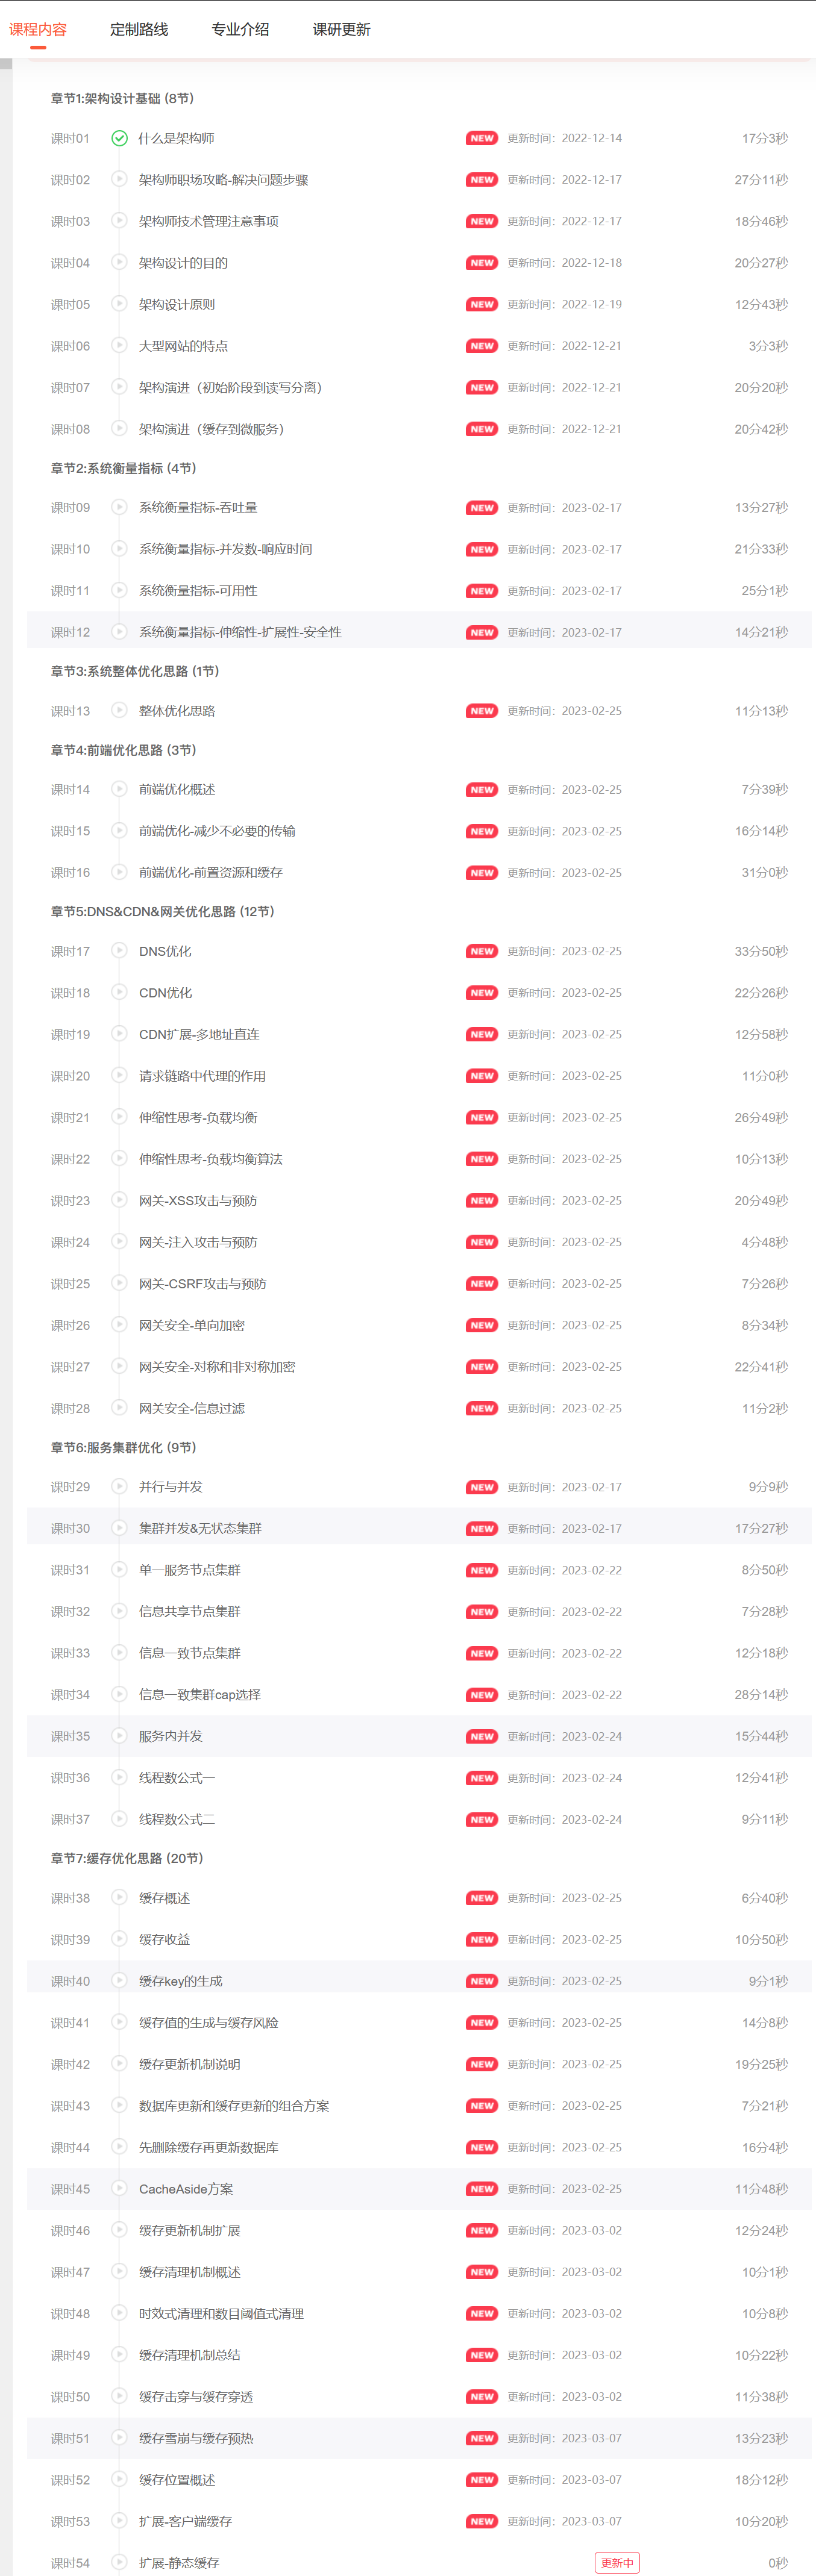 课程内容 定制路线 专业介绍 课研更新
章节1:架构设计基础 (8节)
课时01 什么是架构师 NEW 更新时间：2022-12-14 17分3秒
课时02 架构师职场攻略-解决问题步骤 NEW 更新时间：2022-12-17 27分11秒
课时03 架构师技术管理注意事项 NEW 更新时间：2022-12-17 18分46秒
课时04 架构设计的目的 NEW 更新时间：2022-12-18 20分27秒
课时05 架构设计原则 NEW 更新时间：2022-12-19 12分43秒
课时06 大型网站的特点 NEW 更新时间：2022-12-21 3分3秒
课时07 架构演进（初始阶段到读写分离） NEW 更新时间：2022-12-21 20分20秒
课时08 架构演进（缓存到微服务） NEW 更新时间：2022-12-21 20分42秒
章节2:系统衡量指标 (4节)
课时09 系统衡量指标-吞吐量 NEW 更新时间：2023-02-17 13分27秒
课时10 系统衡量指标-并发数-响应时间 NEW 更新时间：2023-02-17 21分33秒
课时11 系统衡量指标-可用性 NEW 更新时间：2023-02-17 25分1秒
课时12 系统衡量指标-伸缩性-扩展性-安全性 NEW 更新时间：2023-02-17 14分21秒
章节3:系统整体优化思路 (1节)
课时13 整体优化思路 NEW 更新时间：2023-02-25 11分13秒
章节4:前端优化思路 (3节)
课时14 前端优化概述 NEW 更新时间：2023-02-25 7分39秒
课时15 前端优化-减少不必要的传输 NEW 更新时间：2023-02-25 16分14秒
课时16 前端优化-前置资源和缓存 NEW 更新时间：2023-02-25 31分0秒
章节5:DNS&CDN&网关优化思路 (12节)
课时17 DNS优化 NEW 更新时间：2023-02-25 33分50秒
课时18 CDN优化 NEW 更新时间：2023-02-25 22分26秒
课时19 CDN扩展-多地址直连 NEW 更新时间：2023-02-25 12分58秒
课时20 请求链路中代理的作用 NEW 更新时间：2023-02-25 11分0秒
课时21 伸缩性思考-负载均衡 NEW 更新时间：2023-02-25 26分49秒
课时22 伸缩性思考-负载均衡算法 NEW 更新时间：2023-02-25 10分13秒
课时23 网关-XSS攻击与预防 NEW 更新时间：2023-02-25 20分49秒
课时24 网关-注入攻击与预防 NEW 更新时间：2023-02-25 4分48秒
课时25 网关-CSRF攻击与预防 NEW 更新时间：2023-02-25 7分26秒
课时26 网关安全-单向加密 NEW 更新时间：2023-02-25 8分34秒
课时27 网关安全-对称和非对称加密 NEW 更新时间：2023-02-25 22分41秒
课时28 网关安全-信息过滤 NEW 更新时间：2023-02-25 11分2秒
章节6:服务集群优化 (9节)
课时29 并行与并发 NEW 更新时间：2023-02-17 9分9秒
课时30 集群并发&无状态集群 NEW 更新时间：2023-02-17 17分27秒
课时31 单一服务节点集群 NEW 更新时间：2023-02-22 8分50秒
课时32 信息共享节点集群 NEW 更新时间：2023-02-22 7分28秒
课时33 信息一致节点集群 NEW 更新时间：2023-02-22 12分18秒
课时34 信息一致集群cap选择 NEW 更新时间：2023-02-22 28分14秒
课时35 服务内并发 NEW 更新时间：2023-02-24 15分44秒
课时36 线程数公式一 NEW 更新时间：2023-02-24 12分41秒
课时37 线程数公式二 NEW 更新时间：2023-02-24 9分11秒
章节7:缓存优化思路 (20节)
课时38 缓存概述 NEW 更新时间：2023-02-25 6分40秒
课时39 缓存收益 NEW 更新时间：2023-02-25 10分50秒
课时40 缓存key的生成 NEW 更新时间：2023-02-25 9分1秒
课时41 缓存值的生成与缓存风险 NEW 更新时间：2023-02-25 14分8秒
课时42 缓存更新机制说明 NEW 更新时间：2023-02-25 19分25秒
课时43 数据库更新和缓存更新的组合方案 NEW 更新时间：2023-02-25 7分21秒
课时44 先删除缓存再更新数据库 NEW 更新时间：2023-02-25 16分4秒
课时45 CacheAside方案 NEW 更新时间：2023-02-25 11分48秒
课时46 缓存更新机制扩展 NEW 更新时间：2023-03-02 12分24秒
课时47 缓存清理机制概述 NEW 更新时间：2023-03-02 10分1秒
课时48 时效式清理和数目阈值式清理 NEW 更新时间：2023-03-02 10分8秒
课时49 缓存清理机制总结 NEW 更新时间：2023-03-02 10分22秒
课时50 缓存击穿与缓存穿透 NEW 更新时间：2023-03-02 11分38秒
课时51 缓存雪崩与缓存预热 NEW 更新时间：2023-03-07 13分23秒
课时52 缓存位置概述 NEW 更新时间：2023-03-07 18分12秒
课时53 扩展-客户端缓存 NEW 更新时间：2023-03-07 10分20秒
课时54 扩展-静态缓存 更新中 0秒